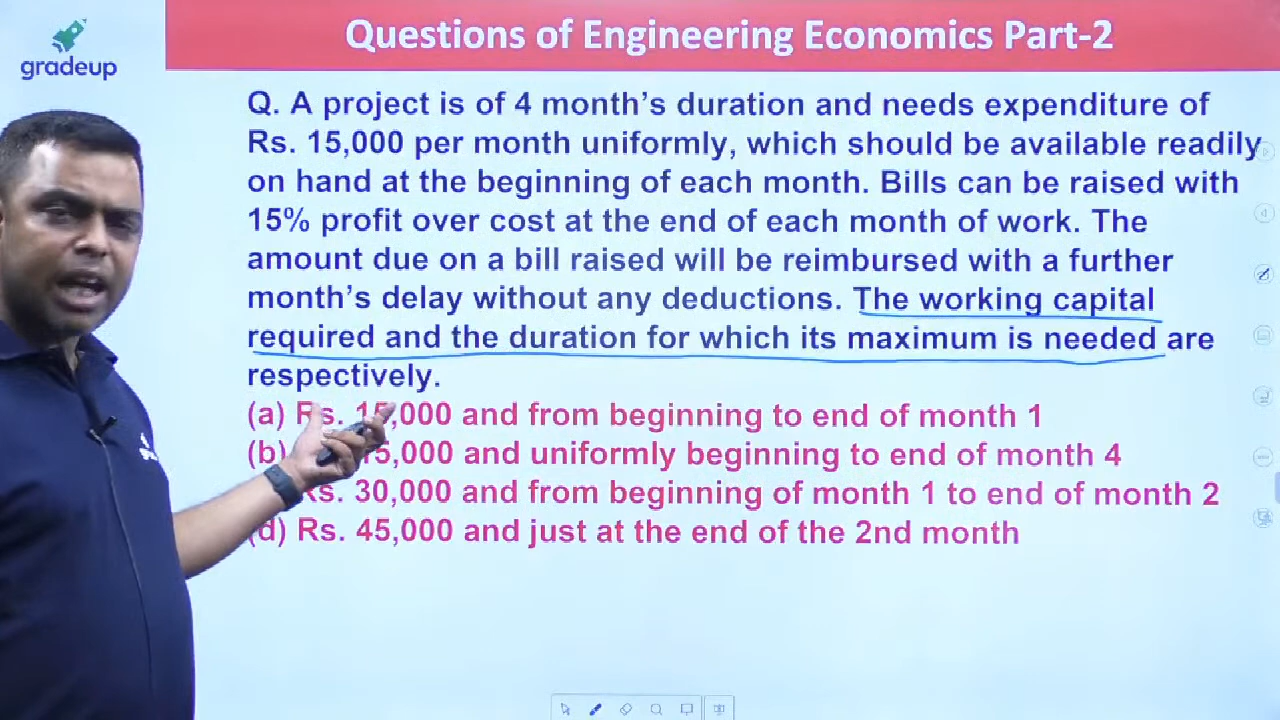 gradeup
Questions of Engineering Economics Part-2
Q. A project is of 4 month's duration and needs expenditure of
Rs. 15,000 per month uniformly, which should be available readily
on hand at the beginning of each month. Bills can be raised with
15% profit over cost at the end of each month of work. The
amount due on a bill raised will be reimbursed with a further
month's delay without any deductions. The working capital
required and the duration for which its maximum is needed are
respectively.
(a) Rs. 15,000 and from beginning to end of month 1
(b) 15,000 and uniformly beginning to end of month 4
Rs. 30,000 and from beginning of month 1 to end of month 2
(d) Rs. 45,000 and just at the end of the 2nd month